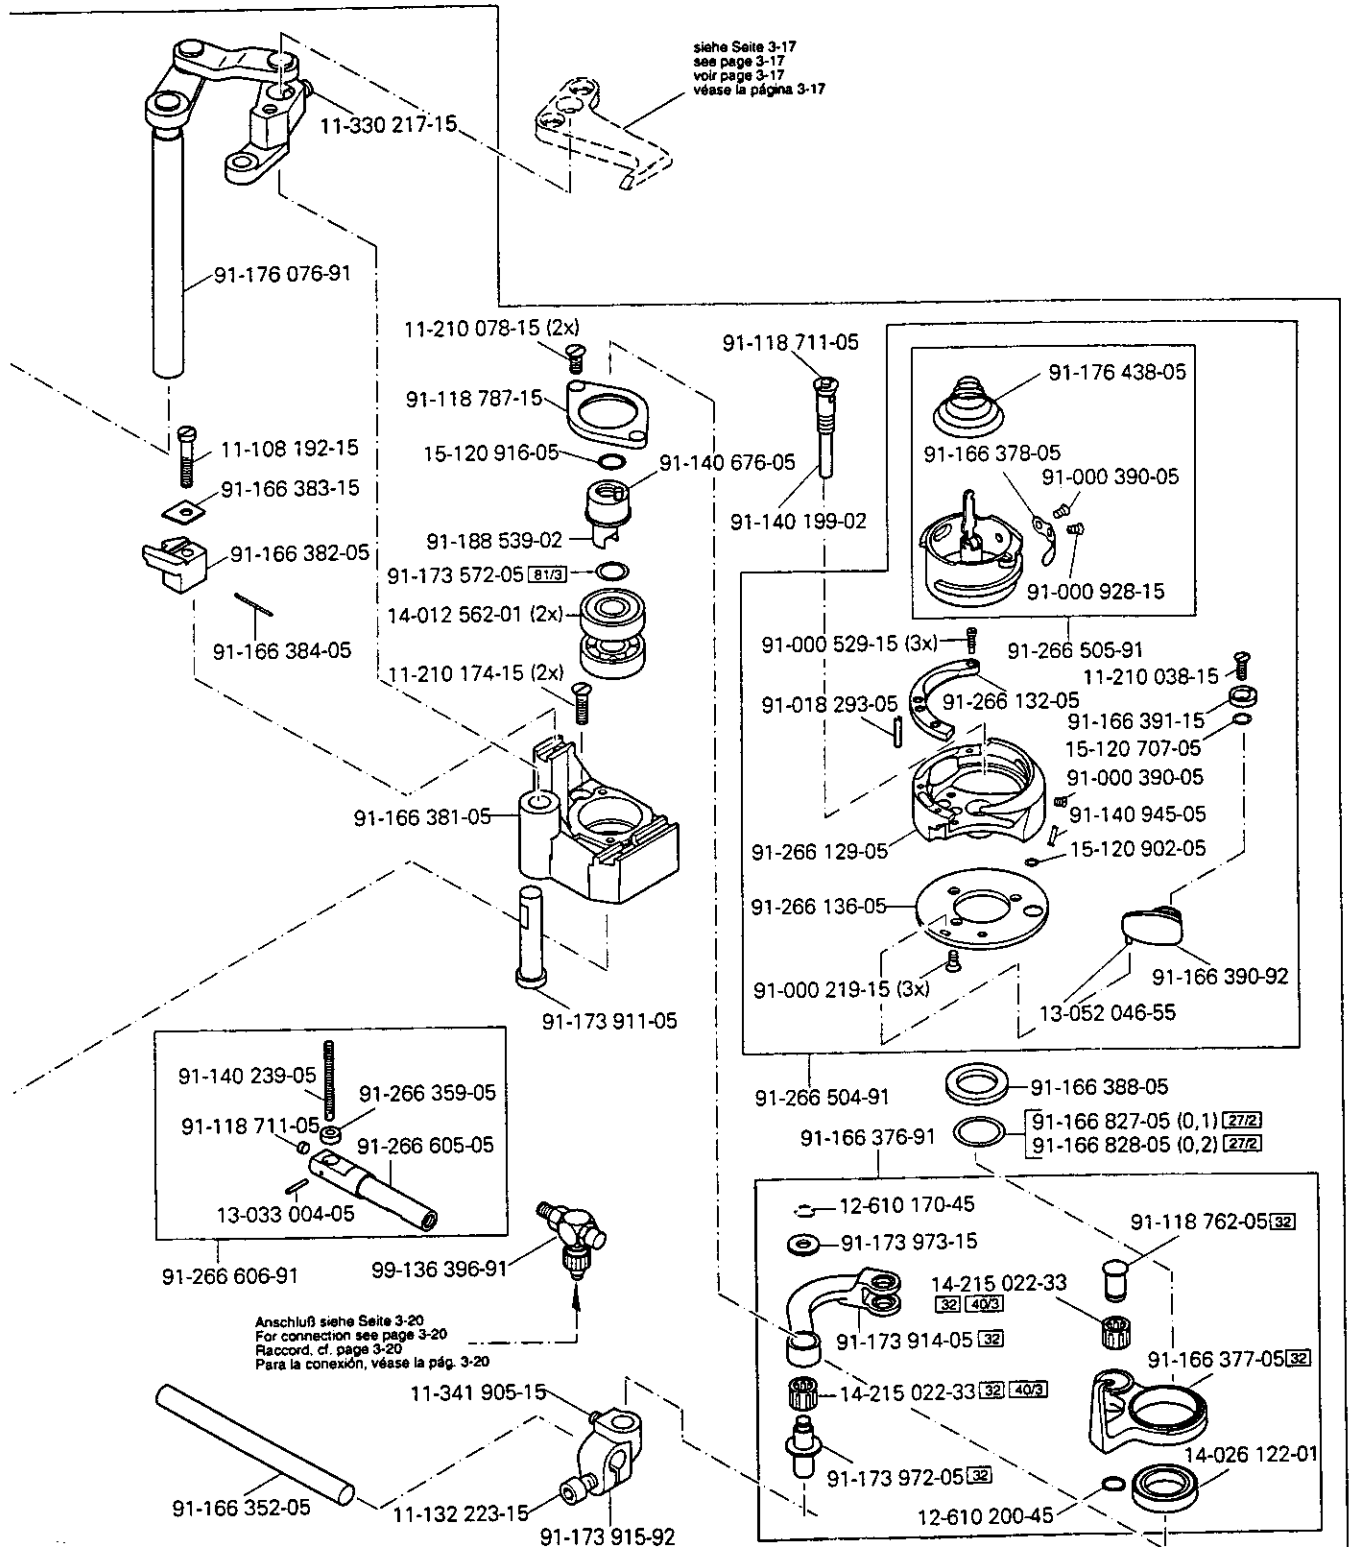 siehe Seite 3-17
see page 3-17
voir page 3-17
véase la página 3-17
11-330 217-15
91-176 076-91
11-210 078-15 (2x)
91-118 711-05
91-176 438-05
91-118 787-15
11-108 192-15
15-120 916-05
91-140 676-05
91-166 378-05
91-000 390-05
91-166 383-15
91-140 199-02
91-166 382-05
91-188 539-02
91-173 572-05 81/3
91-000 928-15
14-012 562-01 (2x)
91-166 384-05
91-000 529-15 (3x)
91-266 505-91
11-210 174-15 (2x)
11-210 038-15
91-018 293-05
91-266 132-05
91-166 391-15
15-120 707-05
91-000 390-05
91-166 381-05
91-140 945-05
91-266 129-05
15-120 902-05
91-266 136-05
91-166 390-92
91-000 219-15 (3x)
13-052 046-55
91-173 911-05
91-140 239-05
91-266 359-05
91-266 504-91
91-166 388-05
91-118 711-05
91-266 605-05
91-166 376-91
91-166 827-05 (0,1) 27/2
91-166 828-05 (0,2) 27/2
13-033 004-05
12-610 170-45
91-118 762-05 32
91-173 973-15
91-266 606-91
99-136 396-91
14-215 022-33
32 40/3
Anschluß siehe Seite 3-20
For connection see page 3-20
Raccord, cf. page 3-20
Para la conexión, véase la pág. 3-20
91-173 914-05 32
91-166 377-05 32
11-341 905-15
14-215 022-33 32 40/3
14-026 122-01
91-173 972-05 32
91-166 352-05
11-132 223-15
12-610 200-45
91-173 915-92